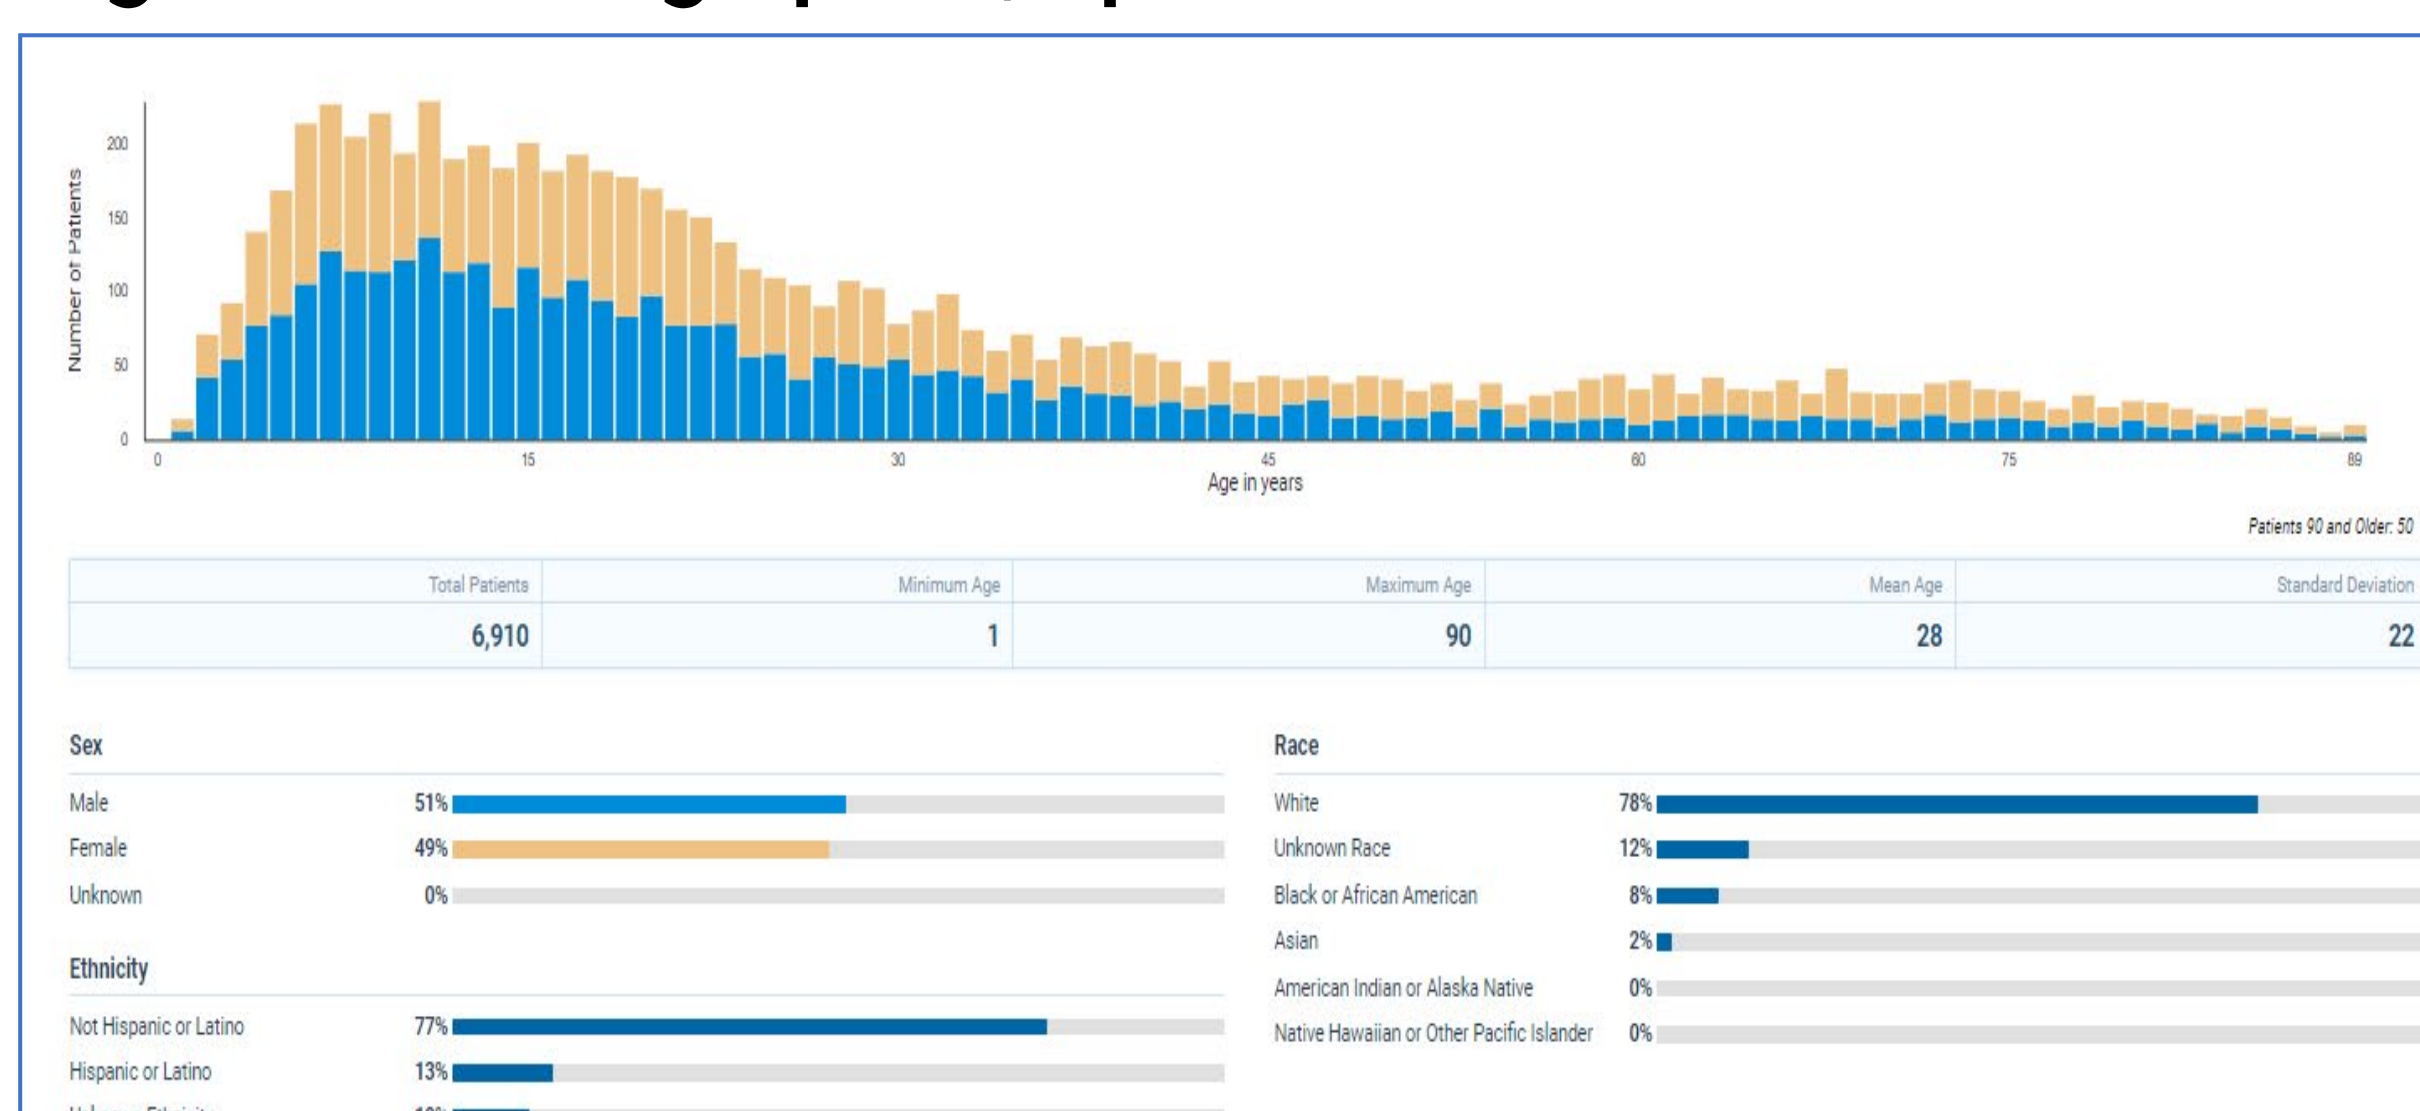 200
150
100
50
0
Number of Patients
0 15 30 45 60 75 89
Age in years
Patients 90 and Older: 50
Total Patients Minimum Age Maximum Age Mean Age Standard Deviation
6,910 1 90 28 22
Sex
Male 51%
Female 49%
Unknown 0%
Ethnicity
Not Hispanic or Latino 77%
Hispanic or Latino 13%
Race
White 78%
Unknown Race 12%
Black or African American 8%
Asian 2%
American Indian or Alaska Native 0%
Native Hawaiian or Other Pacific Islander 0%